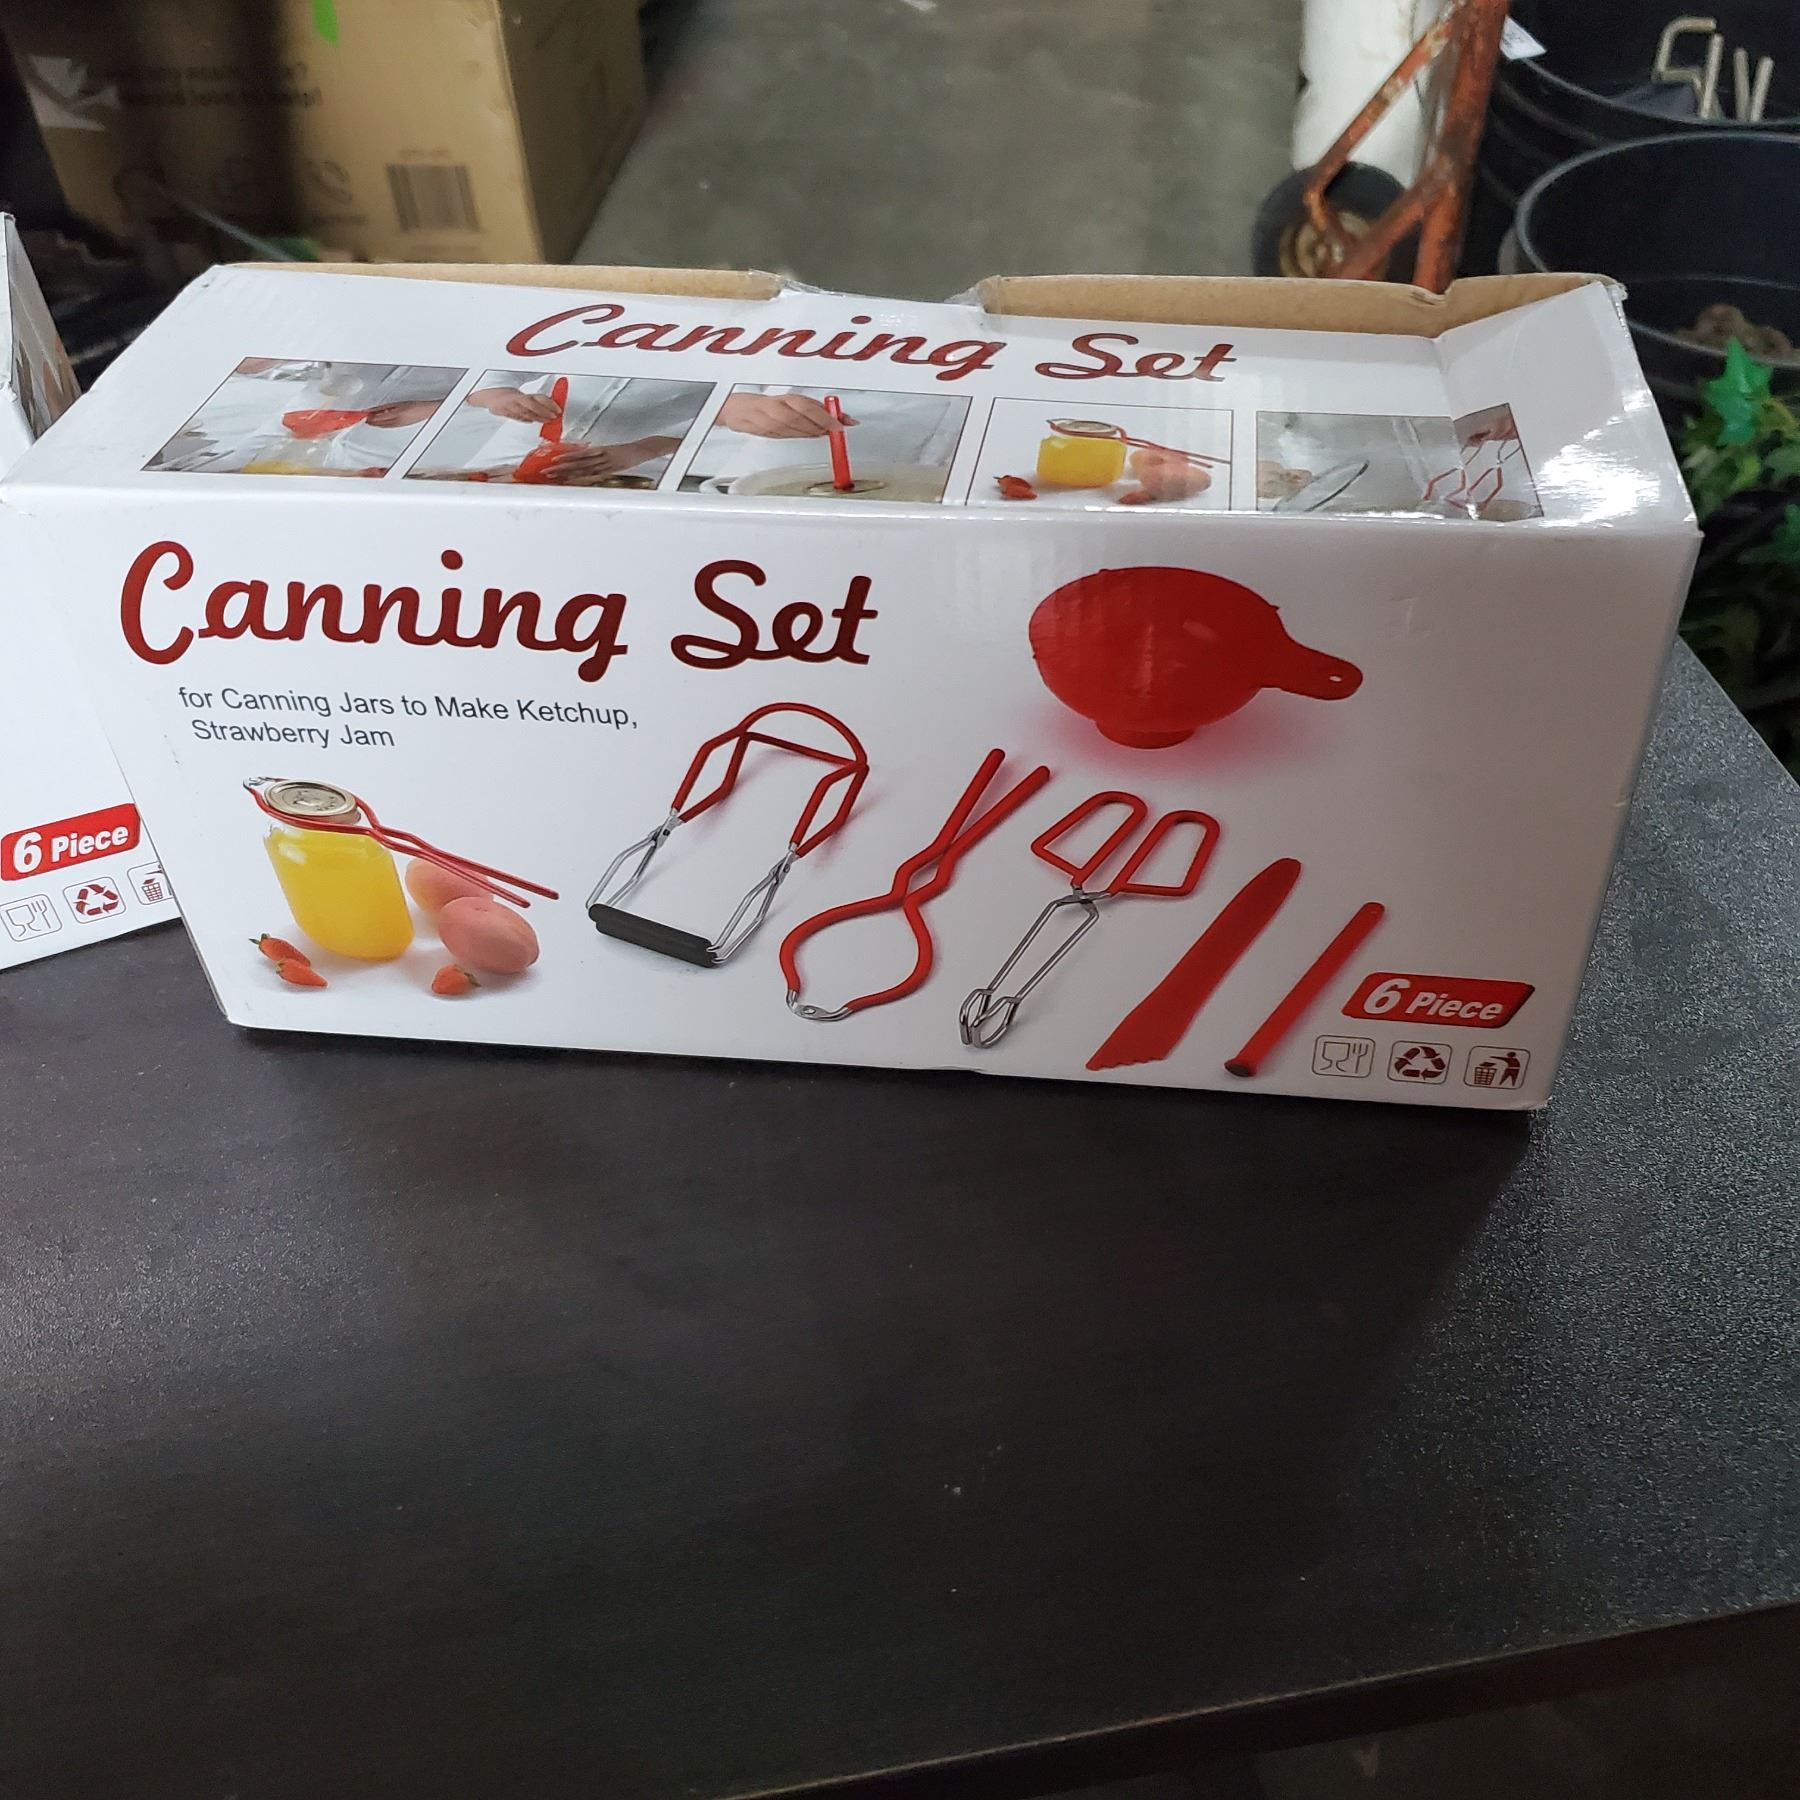 Canning Set
Canning Set
for Canning Jars to Make Ketchup,
Strawberry Jam
6 Piece
6 Piece